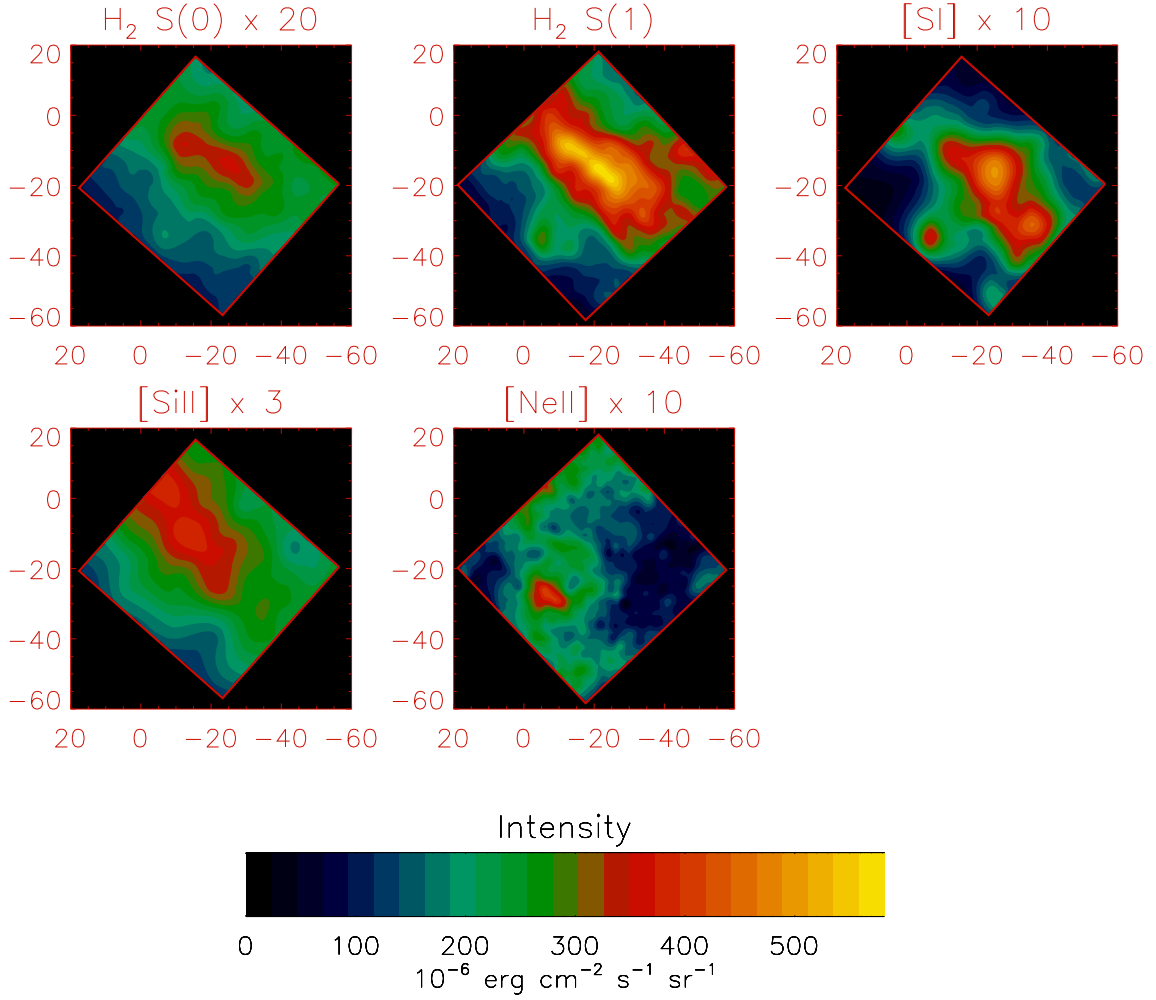 H2 S(0) x 20 H2 S(1) [SI] x 10
20 20 20
0 0 0
−20 −20 −20
−40 −40 −40
−60 −60 −60
20 0 −20 −40 −60 20 0 −20 −40 −60 20 0 −20 −40 −60
[SiII] x 3 [NeII] x 10
20 20
0 0
−20 −20
−40 −40
−60 −60
20 0 −20 −40 −60 20 0 −20 −40 −60
Intensity
0 100 200 300 400 500
10⁻⁶ erg cm⁻² s⁻¹ sr⁻¹